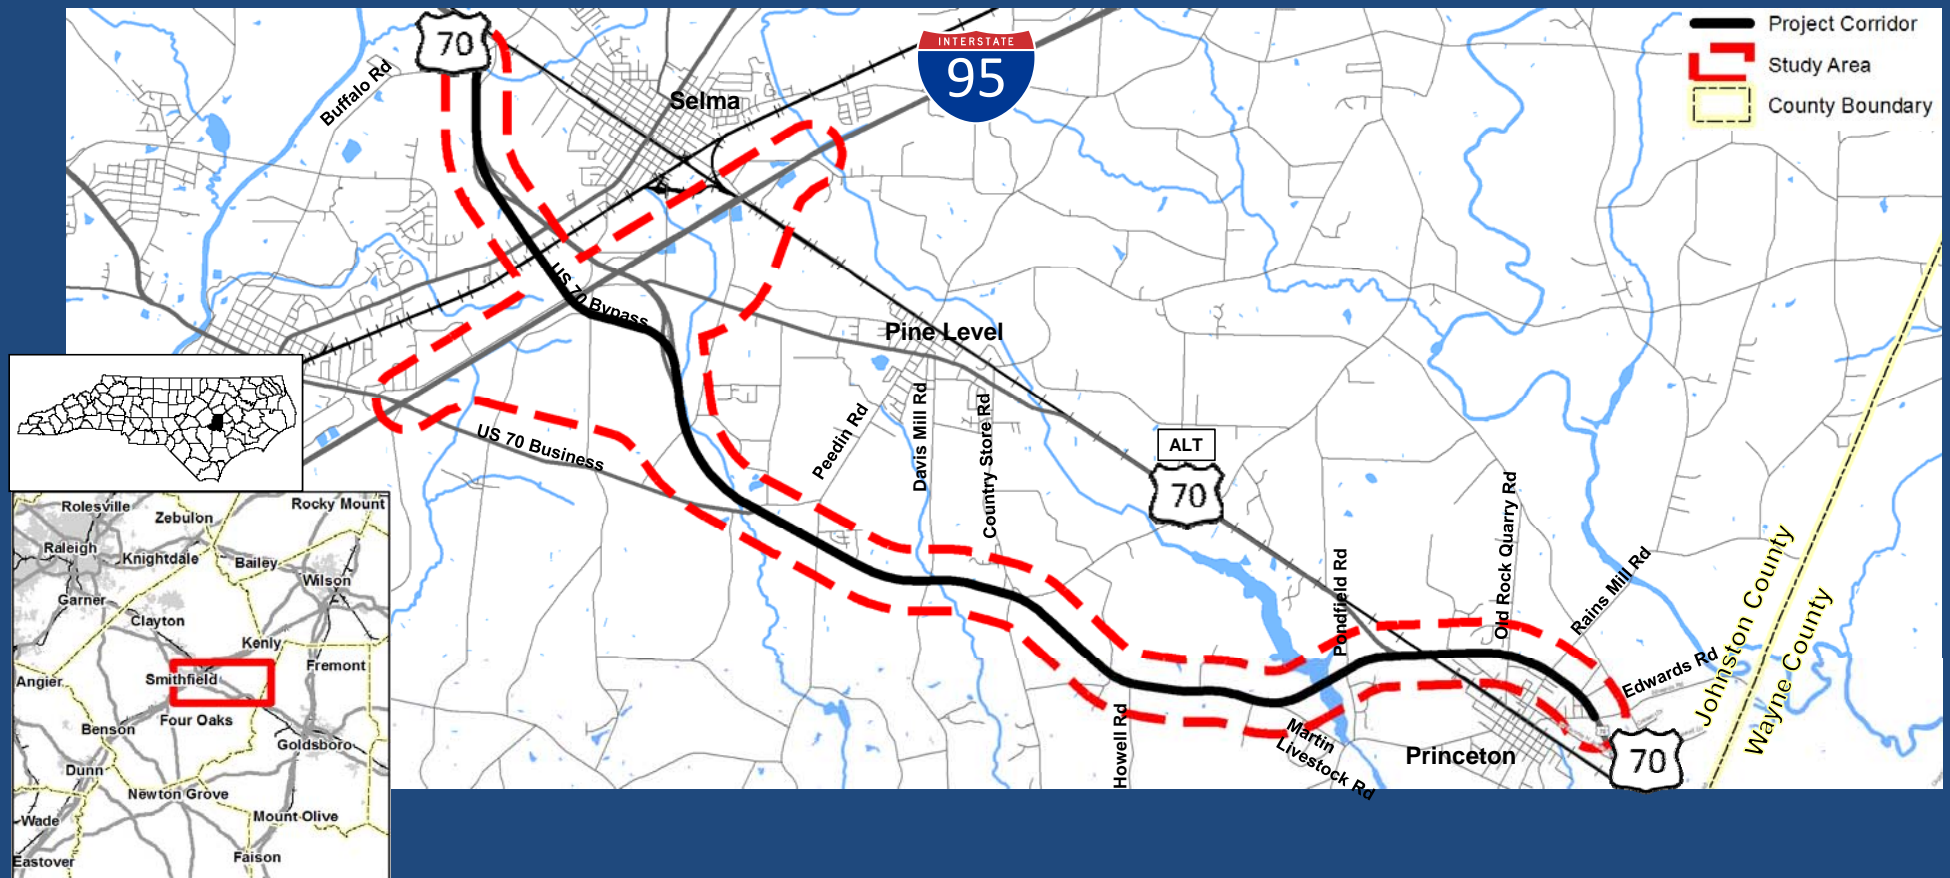 70
Buffalo Rd
Selma
INTERSTATE
95
Project Corridor
Study Area
County Boundary
US 70 Bypass
Pine Level
US 70 Business
Peedin Rd
Davis Mill Rd
Country Store Rd
ALT
70
Pondfield Rd
Old Rock Quarry Rd
Rains Mill Rd
Edwards Rd
Johnston County
Wayne County
Howell Rd
Martin
Livestock Rd
Princeton
70
Rolesville
Rocky Mount
Zebulon
Raleigh
Knightdale
Bailey
Wilson
Garner
Clayton
Kenly
Fremont
Angier
Smithfield
Four Oaks
Benson
Goldsboro
Dunn
Newton Grove
Mount Olive
Wade
Faison
Eastover